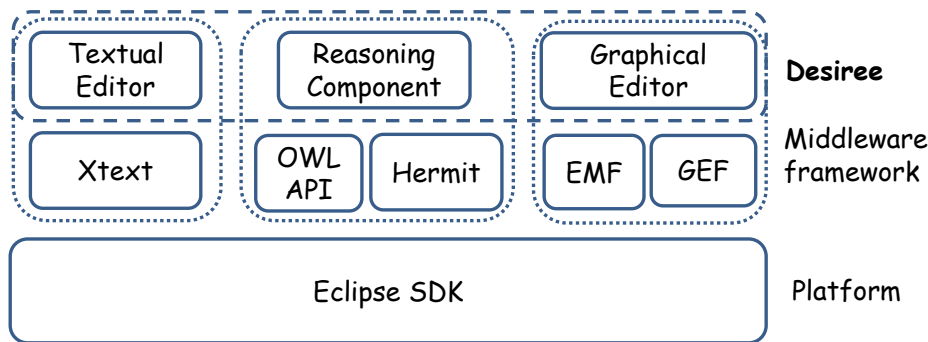 Textual
Editor
Reasoning
Component
Graphical
Editor
Desiree
Xtext
OWL
API
Hermit
EMF
GEF
Middleware
framework
Eclipse SDK
Platform